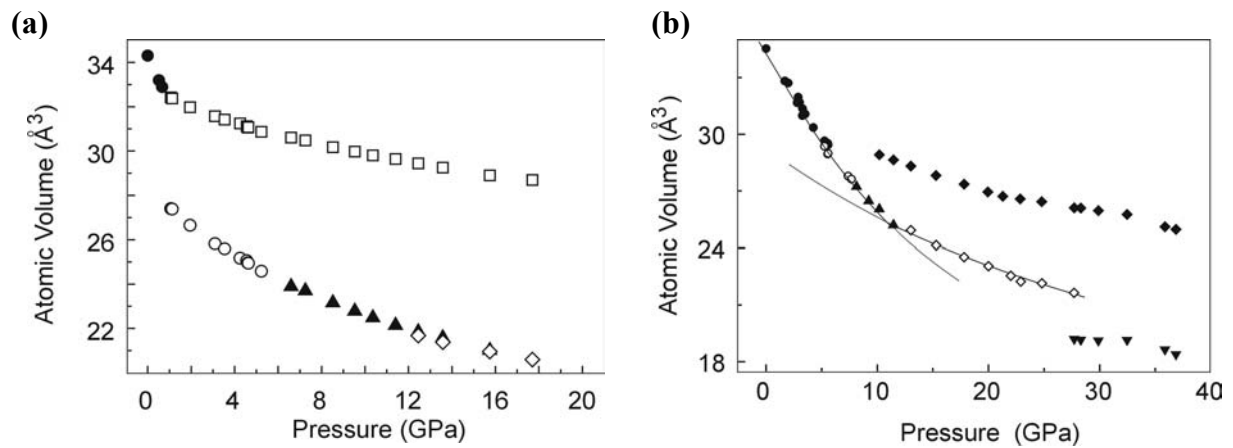 (a)
Atomic Volume (Å³)
34
30
26
22
0 4 8 12 16 20
Pressure (GPa)
(b)
Atomic Volume (Å³)
30
24
18
0 10 20 30 40
Pressure (GPa)